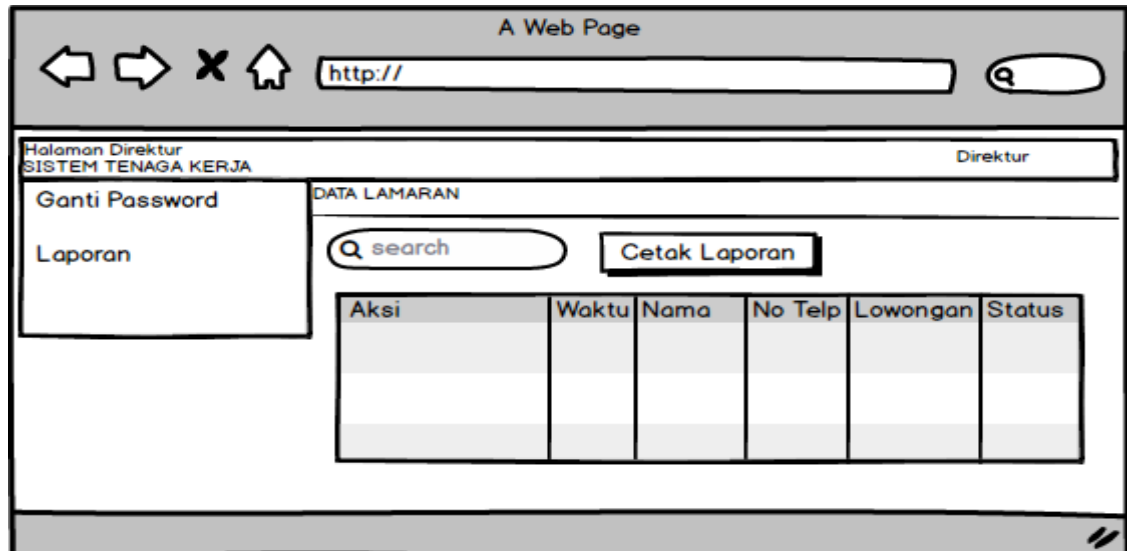 A Web Page
http://
Halaman Direktur
SISTEM TENAGA KERJA
Direktur
Ganti Password
Laporan
DATA LAMARAN
search
Cetak Laporan
Aksi Waktu Nama No Telp Lowongan Status